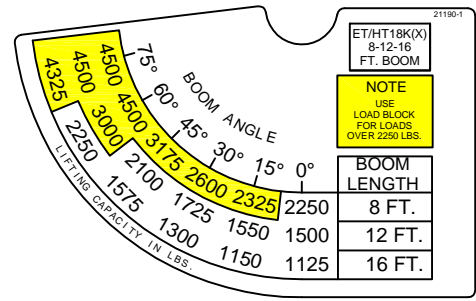 21190-1
ET/HT18K(X)
8-12-16
FT. BOOM
NOTE
USE
LOAD BLOCK
FOR LOADS
OVER 2250 LBS.
BOOM ANGLE
75° 60° 45° 30° 15° 0°
BOOM
LENGTH
4500 4500 3175 2600 2325 2250 8 FT.
4500 3000 2100 1725 1550 1500 12 FT.
4325 2250 1575 1300 1150 1125 16 FT.
LIFTING CAPACITY IN LBS.